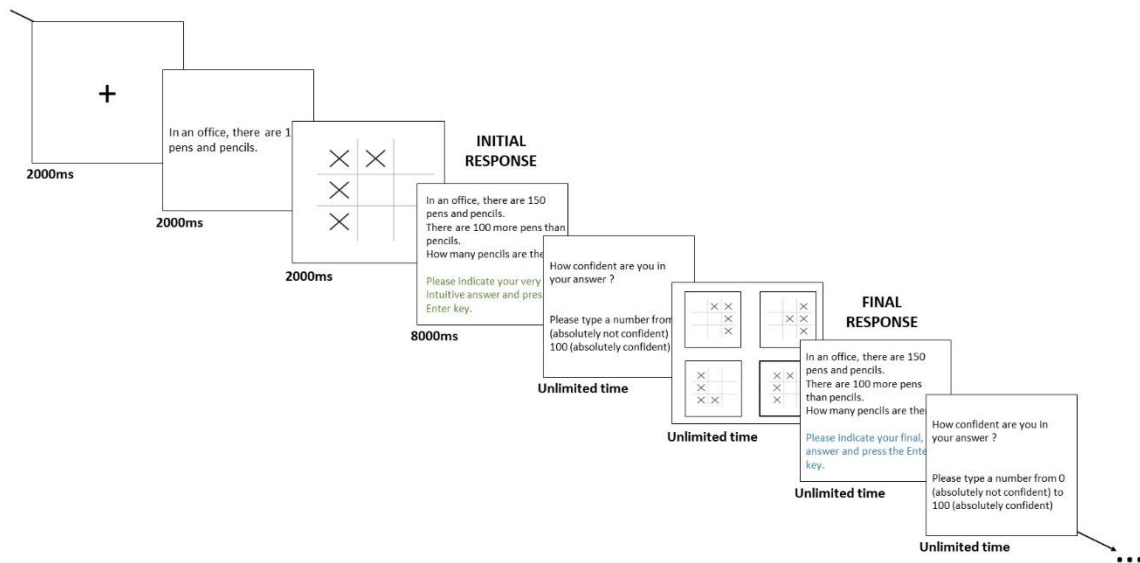 +
2000ms
In an office, there are 1
pens and pencils.
2000ms
2000ms
INITIAL
RESPONSE
In an office, there are 150
pens and pencils.
There are 100 more pens than
pencils.
How many pencils are the
Please indicate your very
intuitive answer and press
Enter key.
8000ms
How confident are you in
your answer ?
Please type a number from
(absolutely not confident)
100 (absolutely confident)
Unlimited time
Unlimited time
FINAL
RESPONSE
In an office, there are 150
pens and pencils.
There are 100 more pens
than pencils.
How many pencils are the
Please indicate your final,
answer and press the Ente
key.
Unlimited time
How confident are you in
your answer ?
Please type a number from 0
(absolutely not confident) to
100 (absolutely confident)
Unlimited time
...